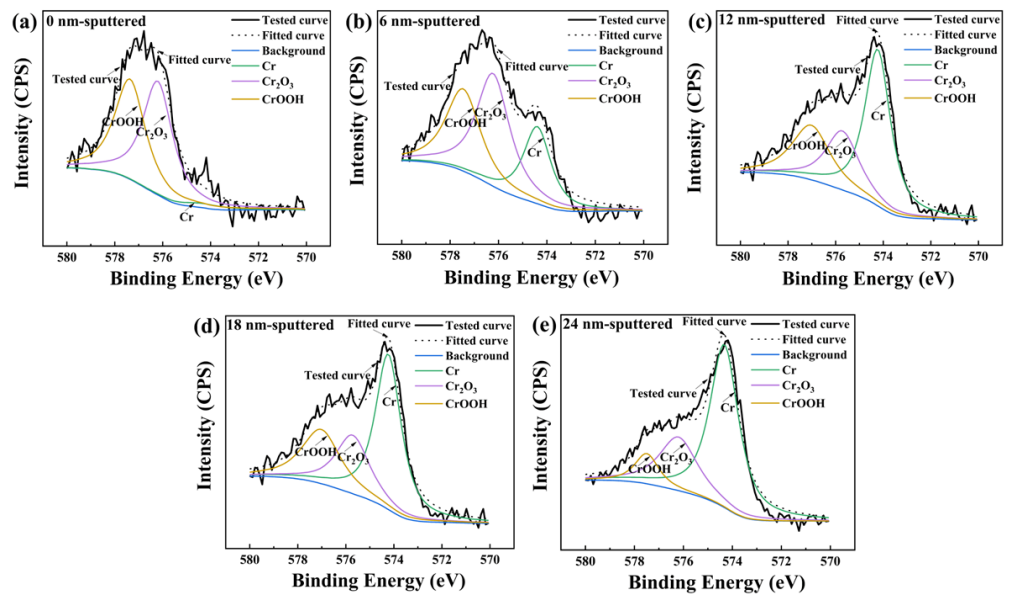 (a)
0 nm-sputtered
Tested curve
Fitted curve
Background
Cr
Cr₂O₃
CrOOH
Fitted curve
Tested curve
CrOOH
Cr₂O₃
Cr
Intensity (CPS)
580 578 576 574 572 570
Binding Energy (eV)
(b)
6 nm-sputtered
Tested curve
Fitted curve
Background
Cr
Cr₂O₃
CrOOH
Fitted curve
Tested curve
CrOOH
Cr₂O₃
Cr
Intensity (CPS)
580 578 576 574 572 570
Binding Energy (eV)
(c)
12 nm-sputtered
Fitted curve
Tested curve
Fitted curve
Background
Cr
Cr₂O₃
CrOOH
Tested curve
Cr
CrOOH
Cr₂O₃
Intensity (CPS)
580 578 576 574 572 570
Binding Energy (eV)
(d)
18 nm-sputtered
Fitted curve
Tested curve
Fitted curve
Background
Cr
Cr₂O₃
CrOOH
Tested curve
Cr
CrOOH
Cr₂O₃
Intensity (CPS)
580 578 576 574 572 570
Binding Energy (eV)
(e)
24 nm-sputtered
Fitted curve
Tested curve
Fitted curve
Background
Cr
Cr₂O₃
CrOOH
Tested curve
Cr
CrOOH
Cr₂O₃
Intensity (CPS)
580 578 576 574 572 570
Binding Energy (eV)